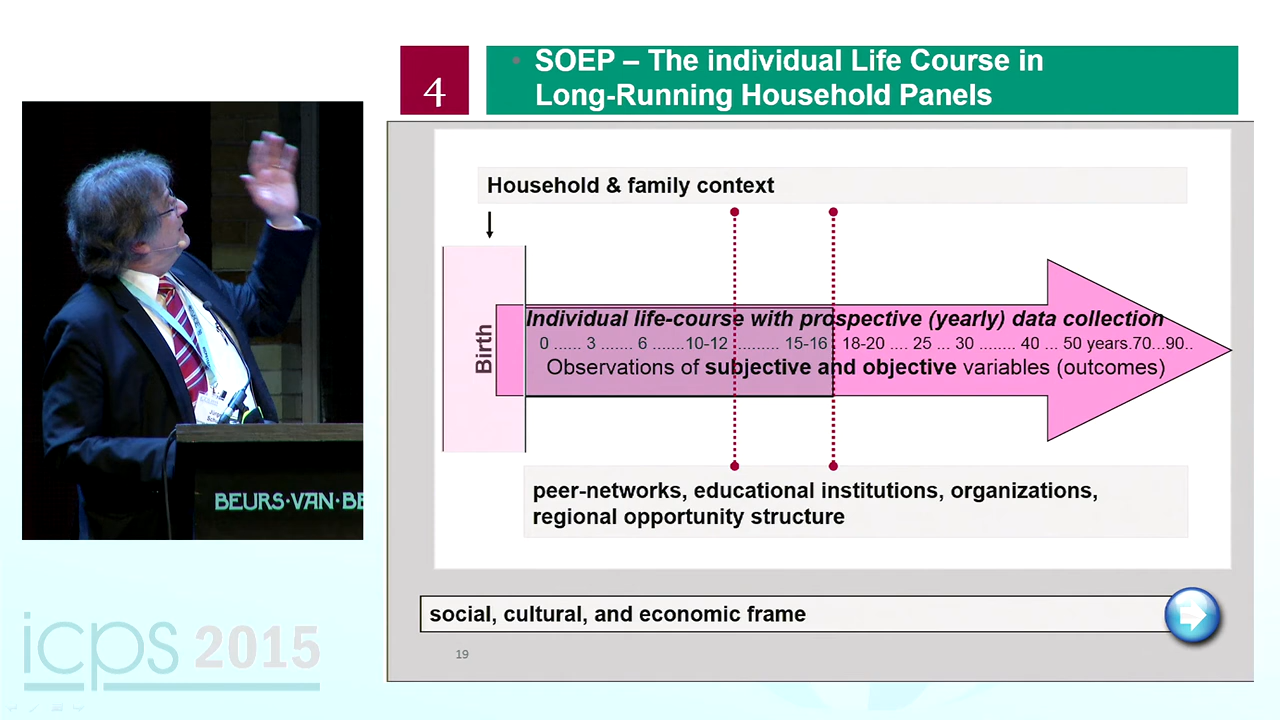 4
• SOEP – The individual Life Course in
Long-Running Household Panels
Household & family context
Birth
Individual life-course with prospective (yearly) data collection
0 ...... 3 ....... 6 .......10-12 .......... 15-16 18-20 .... 25 ... 30 ........ 40 ... 50 years.70...90..
Observations of subjective and objective variables (outcomes)
peer-networks, educational institutions, organizations,
regional opportunity structure
social, cultural, and economic frame
19
BEURS·VAN·BE
icps 2015